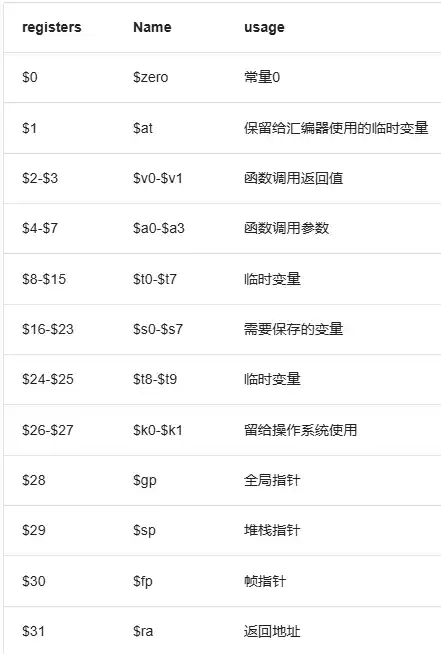 registers Name usage
$0 $zero 常量0
$1 $at 保留给汇编器使用的临时变量
$2-$3 $v0-$v1 函数调用返回值
$4-$7 $a0-$a3 函数调用参数
$8-$15 $t0-$t7 临时变量
$16-$23 $s0-$s7 需要保存的变量
$24-$25 $t8-$t9 临时变量
$26-$27 $k0-$k1 留给操作系统使用
$28 $gp 全局指针
$29 $sp 堆栈指针
$30 $fp 帧指针
$31 $ra 返回地址